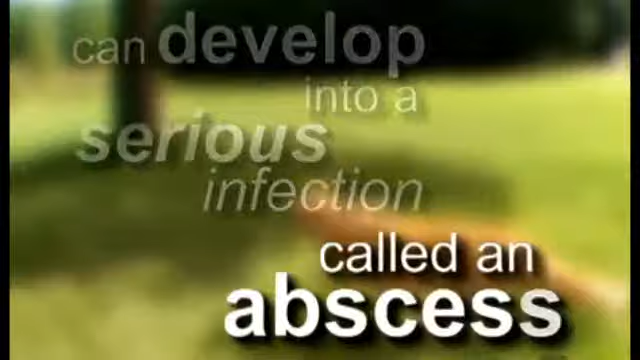 can develop
into a
serious
infection
called an
abscess